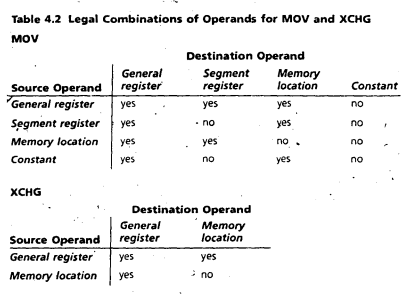 Table 4.2 Legal Combinations of Operands for MOV and XCHG
MOV
Destination Operand
General Segment Memory
Source Operand register register location Constant
General register yes yes yes no
Segment register yes no yes no
Memory location yes yes no no
Constant yes no yes no
XCHG
Destination Operand
General Memory
Source Operand register location
General register yes yes
Memory location yes no